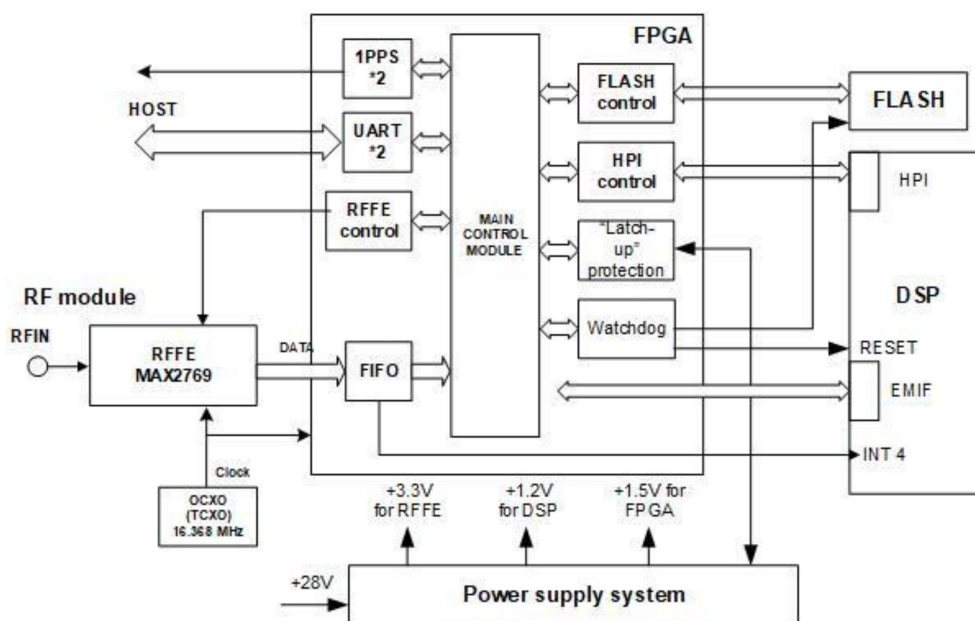 FPGA
1PPS
*2
HOST
UART
*2
RFFE
control
MAIN
CONTROL
MODULE
FLASH
control
FLASH
HPI
control
HPI
"Latch-
up"
protection
DSP
RF module
RFIN
RFFE
MAX2769
DATA
FIFO
Watchdog
RESET
EMIF
INT 4
Clock
OCXO
(TCXO)
16.368 MHz
+3.3V
for RFFE
+1.2V
for DSP
+1.5V for
FPGA
+28V
Power supply system